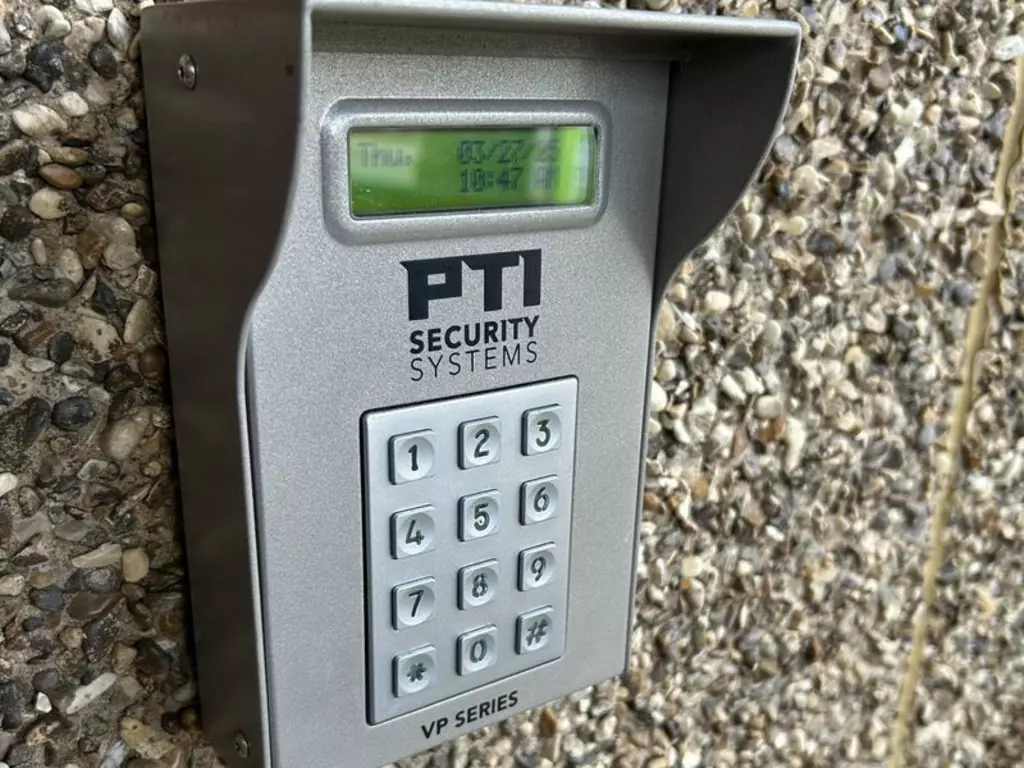 Thu. 03/27/25
10:47 AM
PTI
SECURITY
SYSTEMS
1 2 3
4 5 6
7 8 9
* 0 #
VP SERIES